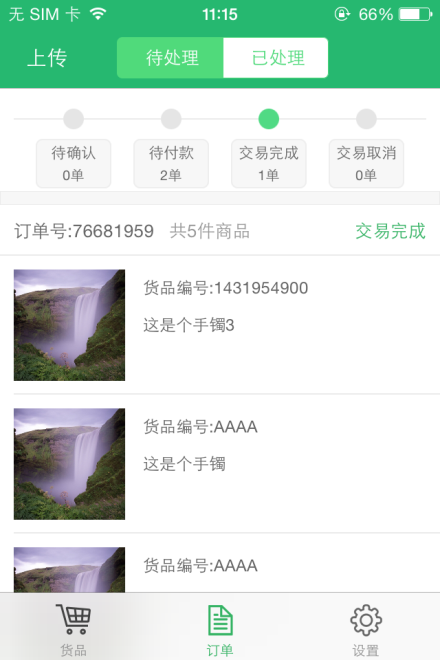 无 SIM 卡 11:15 66%
上传 待处理 已处理
待确认 待付款 交易完成 交易取消
0单 2单 1单 0单
订单号:76681959 共5件商品 交易完成
货品编号:1431954900
这是个手镯3
货品编号:AAAA
这是个手镯
货品编号:AAAA
货品 订单 设置